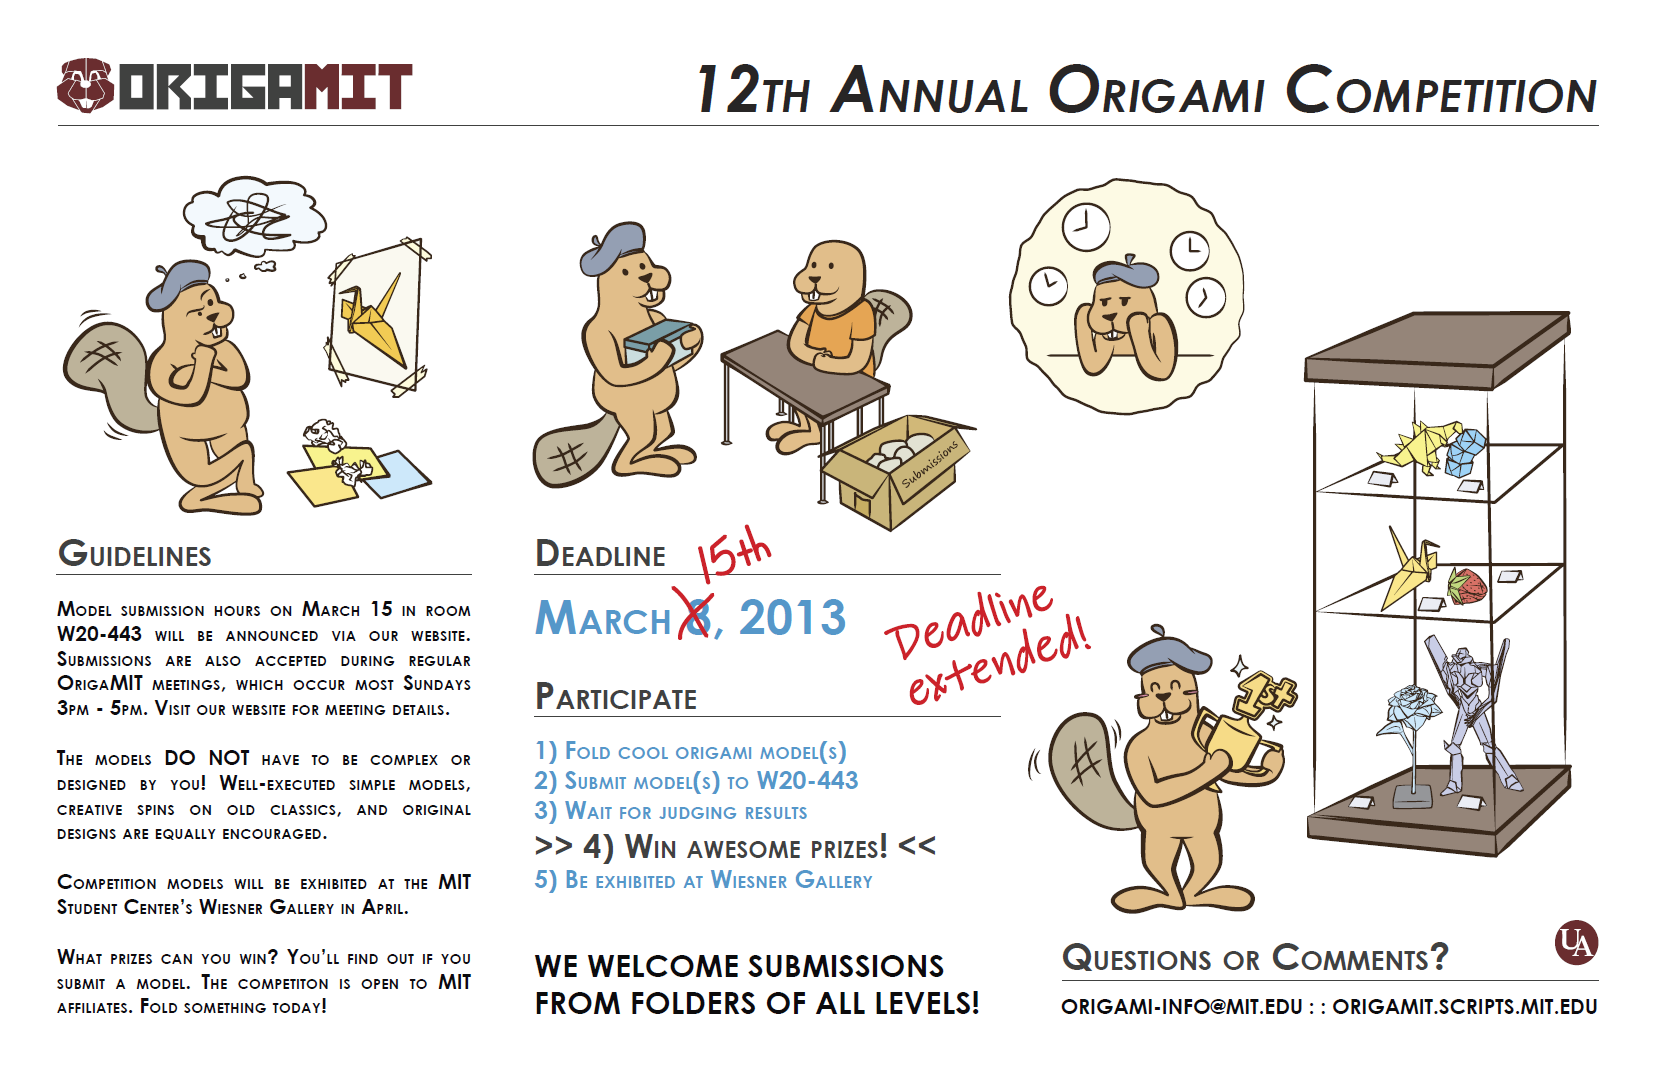 ORIGAMIT
12th Annual Origami Competition
Submissions
1st
Guidelines
Model submission hours on March 15 in room
W20-443 will be announced via our website.
Submissions are also accepted during regular
OrigaMIT meetings, which occur most Sundays
3pm - 5pm. Visit our website for meeting details.
The models DO NOT have to be complex or
designed by you! Well-executed simple models,
creative spins on old classics, and original
designs are equally encouraged.
Competition models will be exhibited at the MIT
Student Center's Wiesner Gallery in April.
What prizes can you win? You'll find out if you
submit a model. The competiton is open to MIT
affiliates. Fold something today!
Deadline
15th
March 8, 2013
Deadline
extended!
Participate
1) Fold cool origami model(s)
2) Submit model(s) to W20-443
3) Wait for judging results
>> 4) Win awesome prizes! <<
5) Be exhibited at Wiesner Gallery
WE WELCOME SUBMISSIONS
FROM FOLDERS OF ALL LEVELS!
UA
Questions or Comments?
ORIGAMI-INFO@MIT.EDU : : ORIGAMIT.SCRIPTS.MIT.EDU